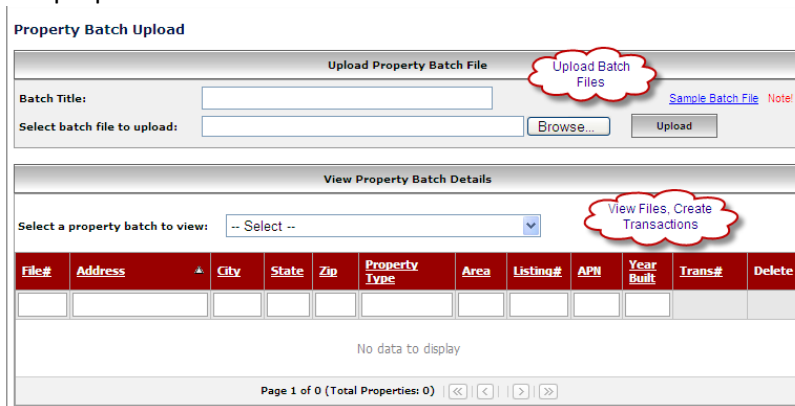 Property Batch Upload
Upload Property Batch File
Upload Batch
Files
Batch Title:
Sample Batch File Note!
Select batch file to upload:
Browse...
Upload
View Property Batch Details
View Files, Create
Transactions
Select a property batch to view:
-- Select --
File# Address City State Zip Property Type Area Listing# APN Year Built Trans# Delete
No data to display
Page 1 of 0 (Total Properties: 0) << < > >>